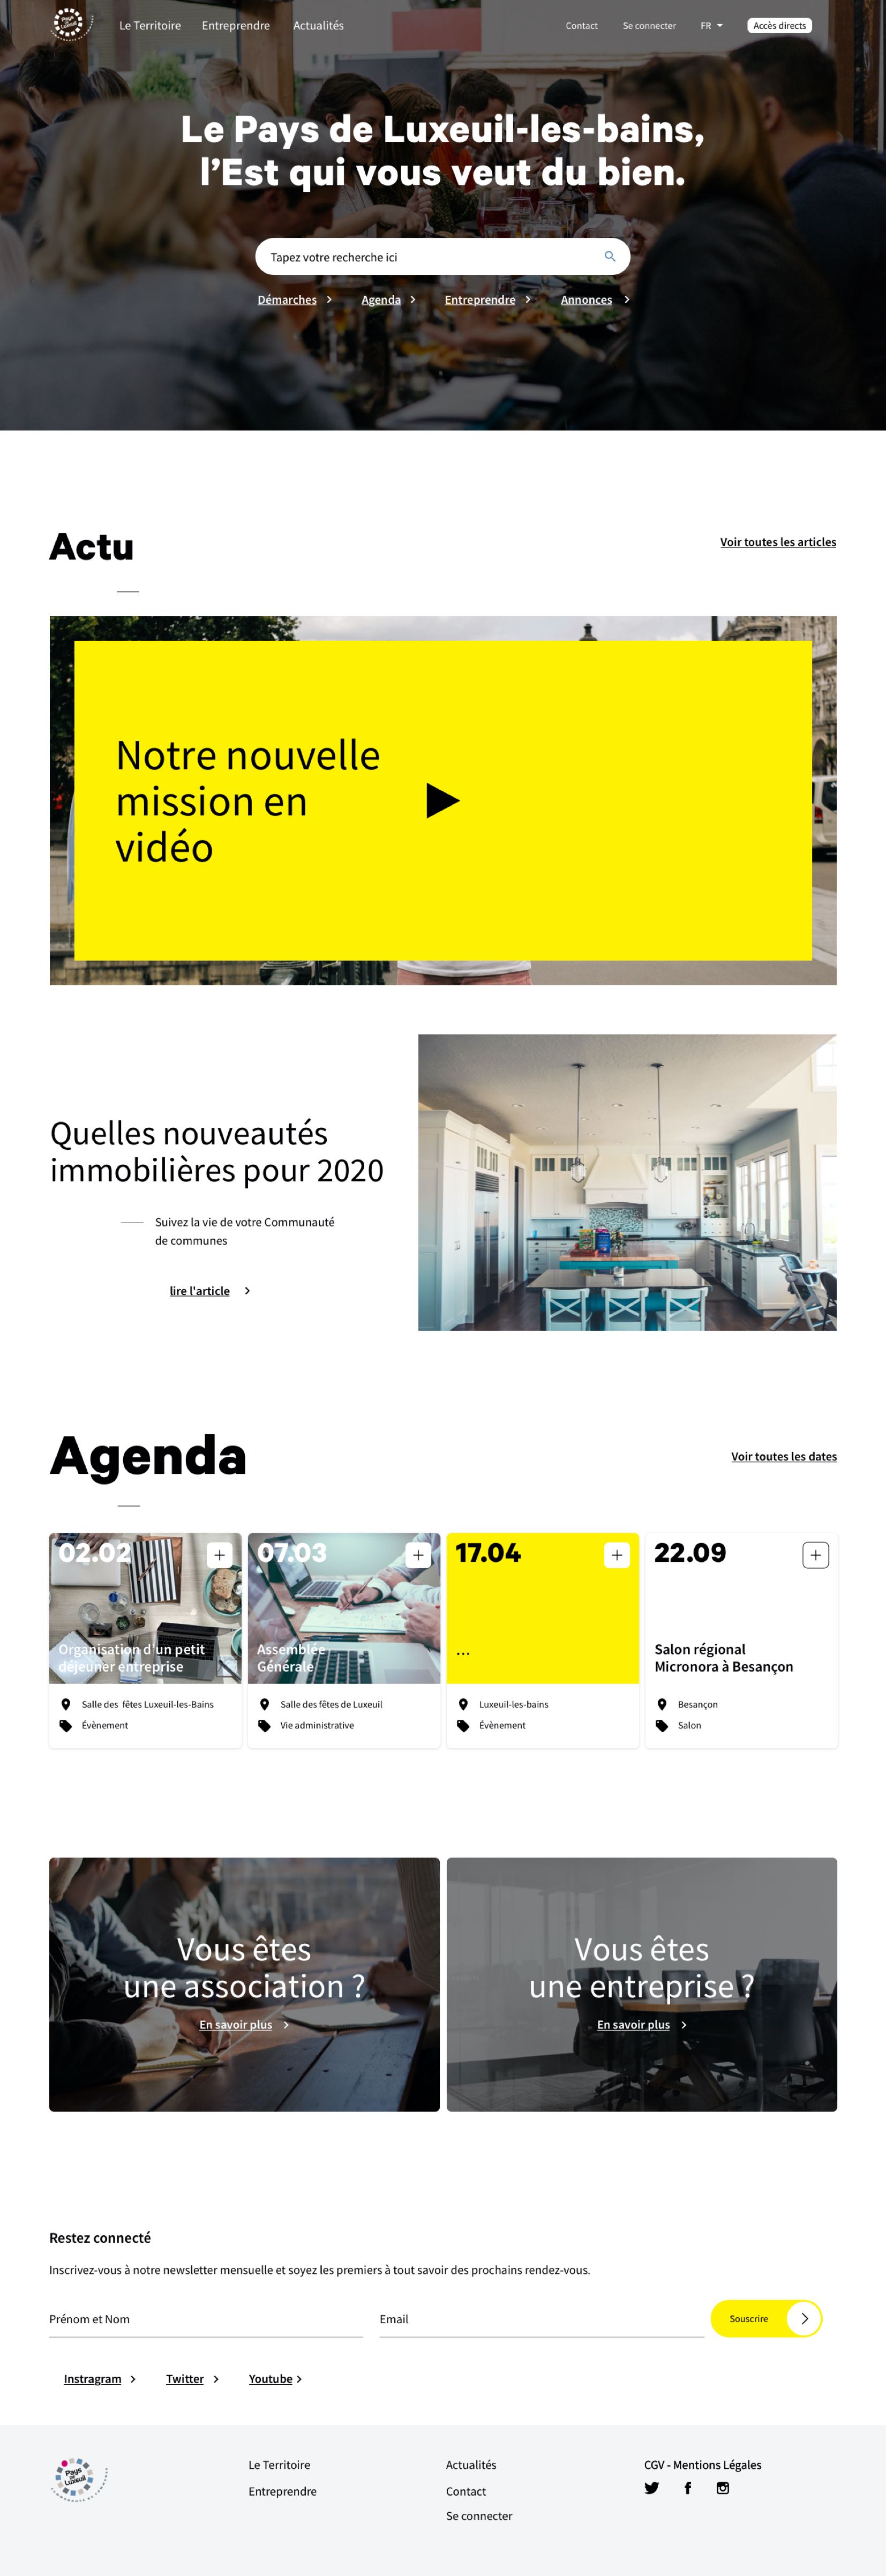 Pays de Luxeuil
Le Territoire
Entreprendre
Actualités
Contact
Se connecter
FR
Accès directs
Le Pays de Luxeuil-les-bains,
l’Est qui vous veut du bien.
Tapez votre recherche ici
Démarches
Agenda
Entreprendre
Annonces
Actu
Voir toutes les articles
Notre nouvelle
mission en
vidéo
Quelles nouveautés
immobilières pour 2020
Suivez la vie de votre Communauté
de communes
lire l'article
Agenda
Voir toutes les dates
02.02
Organisation d’un petit
déjeuner entreprise
Salle des  fêtes Luxeuil-les-Bains
Évènement
07.03
Assemblée
Générale
Salle des fêtes de Luxeuil
Vie administrative
17.04
...
Luxeuil-les-bains
Évènement
22.09
Salon régional
Micronora à Besançon
Besançon
Salon
Vous êtes
une association ?
En savoir plus
Vous êtes
une entreprise ?
En savoir plus
Restez connecté
Inscrivez-vous à notre newsletter mensuelle et soyez les premiers à tout savoir des prochains rendez-vous.
Prénom et Nom
Email
Souscrire
Instragram
Twitter
Youtube
Pays de Luxeuil
Le Territoire
Entreprendre
Actualités
Contact
Se connecter
CGV - Mentions Légales